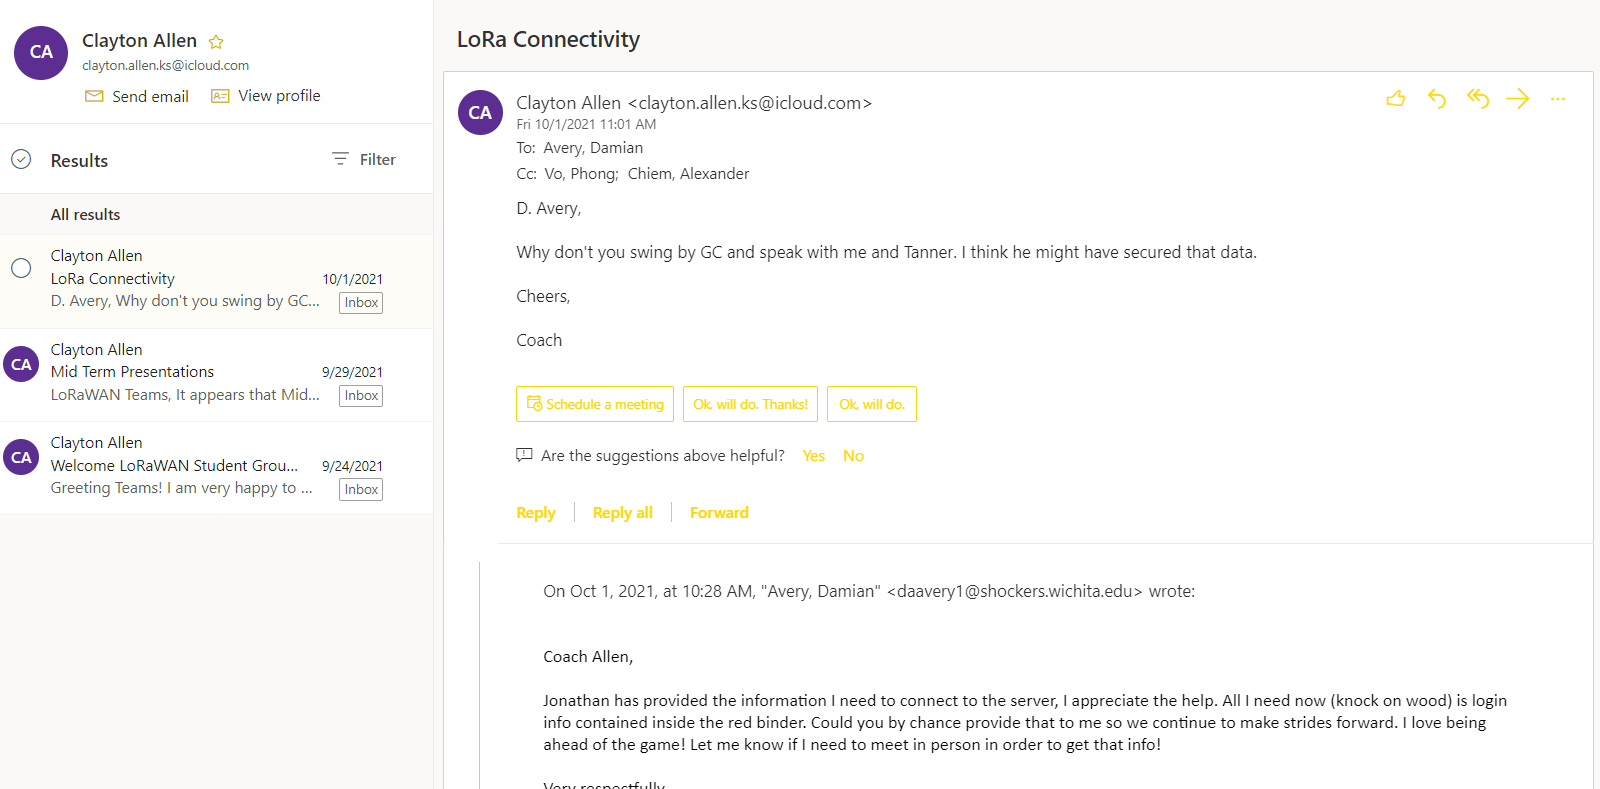 CA
Clayton Allen
clayton.allen.ks@icloud.com
Send email View profile
Results Filter
All results
Clayton Allen
LoRa Connectivity 10/1/2021
D. Avery, Why don't you swing by GC... Inbox
CA
Clayton Allen
Mid Term Presentations 9/29/2021
LoRaWAN Teams, It appears that Mid... Inbox
CA
Clayton Allen
Welcome LoRaWAN Student Grou... 9/24/2021
Greeting Teams! I am very happy to ... Inbox
LoRa Connectivity
CA
Clayton Allen <clayton.allen.ks@icloud.com>
Fri 10/1/2021 11:01 AM
To: Avery, Damian
Cc: Vo, Phong; Chiem, Alexander
D. Avery,
Why don't you swing by GC and speak with me and Tanner. I think he might have secured that data.
Cheers,
Coach
Schedule a meeting Ok. will do. Thanks! Ok. will do.
Are the suggestions above helpful? Yes No
Reply Reply all Forward
On Oct 1, 2021, at 10:28 AM, "Avery, Damian" <daavery1@shockers.wichita.edu> wrote:
Coach Allen,
Jonathan has provided the information I need to connect to the server, I appreciate the help. All I need now (knock on wood) is login
info contained inside the red binder. Could you by chance provide that to me so we continue to make strides forward. I love being
ahead of the game! Let me know if I need to meet in person in order to get that info!
Very respectfully